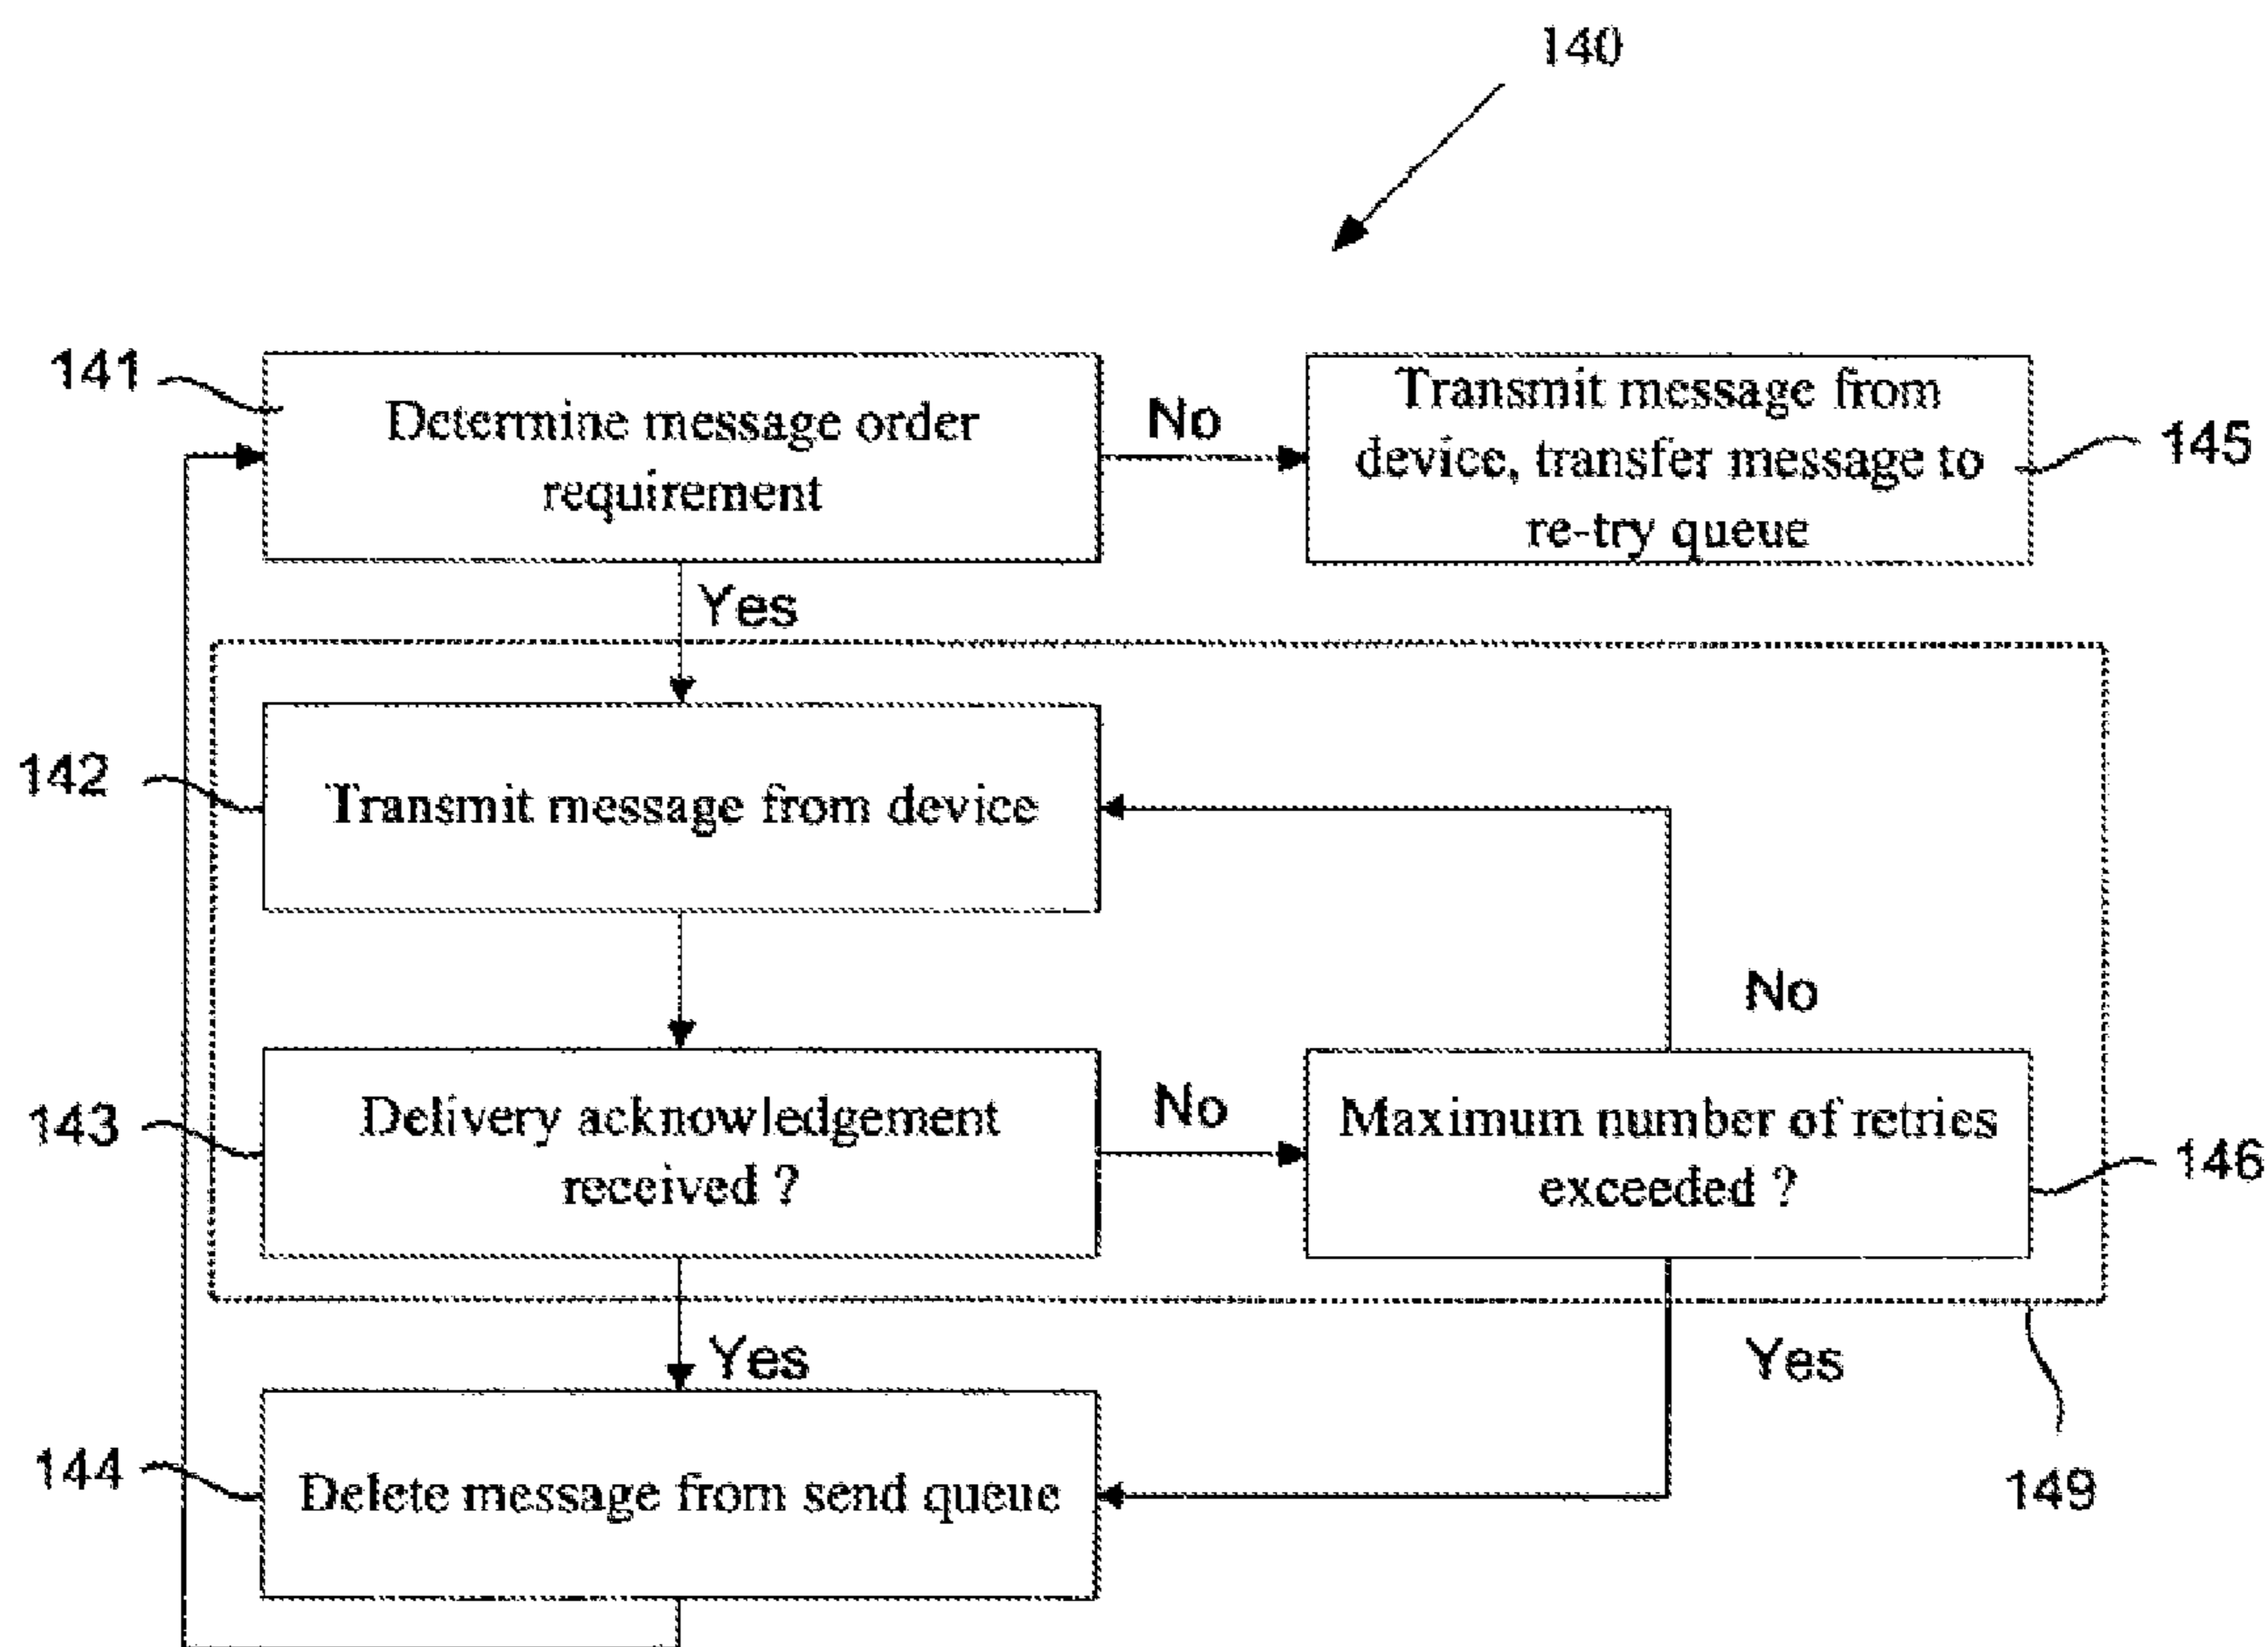 140
141
Determine message order
requirement
No
Transmit message from
device, transfer message to
re-try queue
145
Yes
142
Transmit message from device
No
143
Delivery acknowledgement
received ?
No
Maximum number of retries
exceeded ?
146
Yes
Yes
144
Delete message from send queue
149